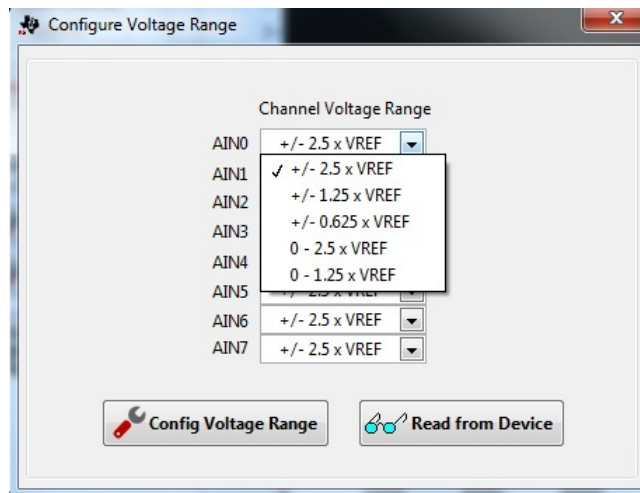 Configure Voltage Range
x
Channel Voltage Range
AIN0 +/- 2.5 x VREF
AIN1 ✓ +/- 2.5 x VREF
AIN2 +/- 1.25 x VREF
AIN3 +/- 0.625 x VREF
0 - 2.5 x VREF
AIN4 0 - 1.25 x VREF
AIN5
AIN6 +/- 2.5 x VREF
AIN7 +/- 2.5 x VREF
Config Voltage Range Read from Device